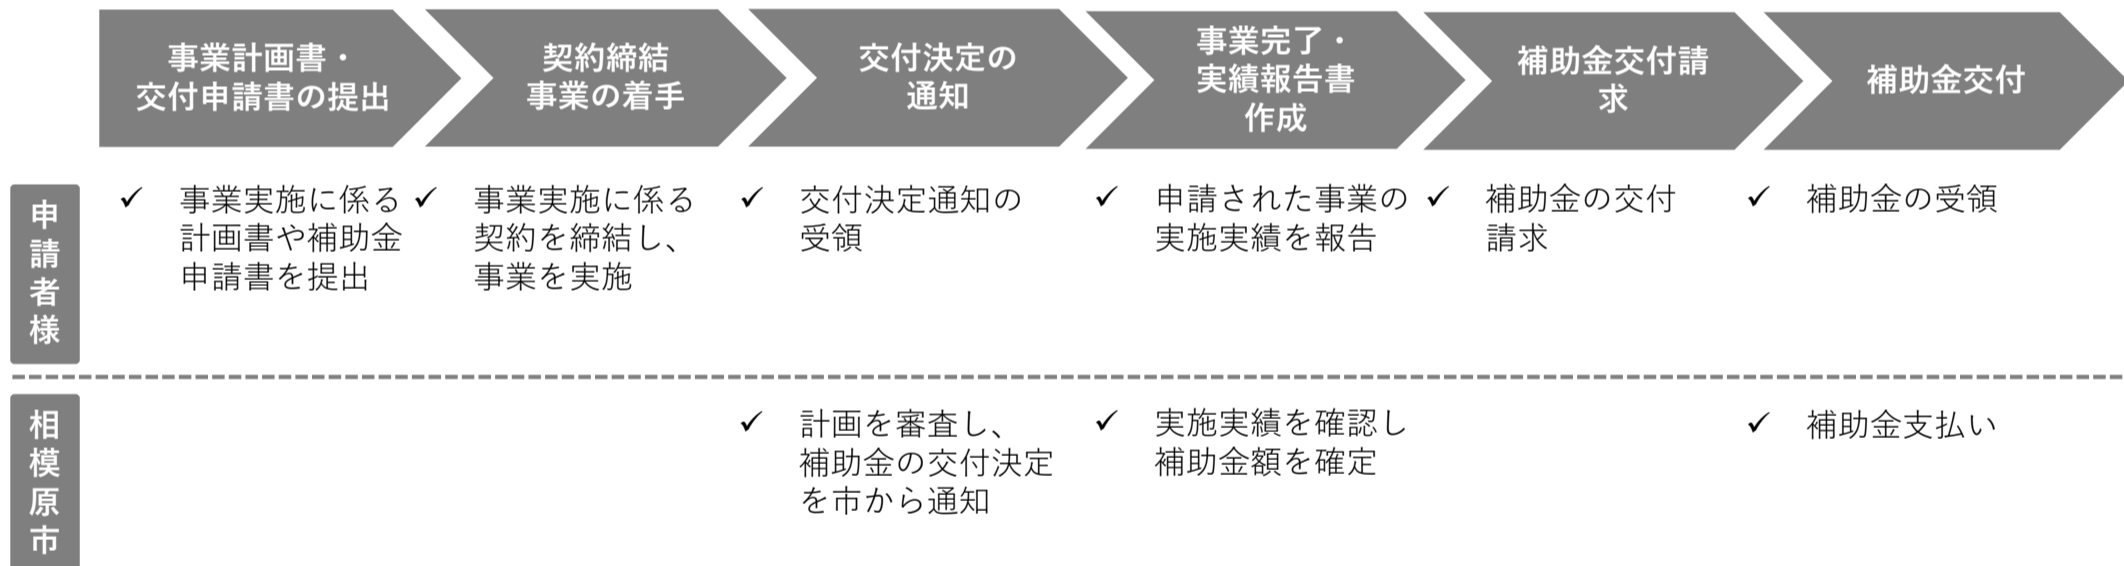 事業計画書・
交付申請書の提出
契約締結
事業の着手
交付決定の
通知
事業完了・
実績報告書
作成
補助金交付請
求
補助金交付
申請者様
✓ 事業実施に係る
計画書や補助金
申請書を提出
✓ 事業実施に係る
契約を締結し、
事業を実施
✓ 交付決定通知の
受領
✓ 申請された事業の
実施実績を報告
✓ 補助金の交付
請求
✓ 補助金の受領
相模原市
✓ 計画を審査し、
補助金の交付決定
を市から通知
✓ 実施実績を確認し
補助金額を確定
✓ 補助金支払い